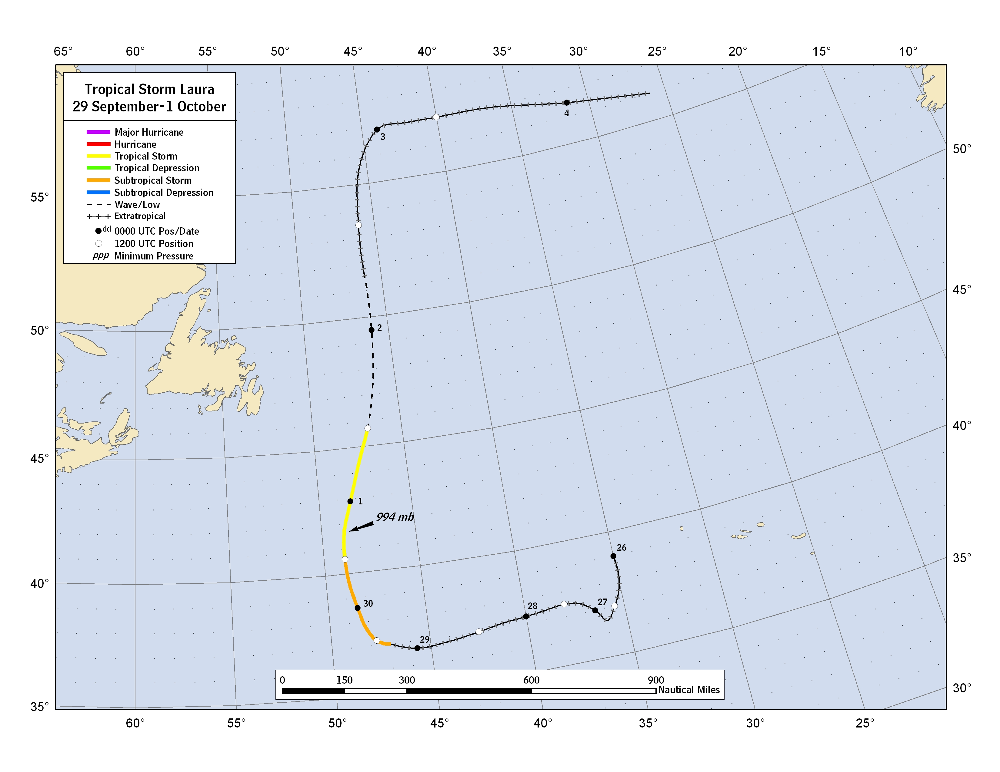 65° 60° 55° 50° 45° 40° 35° 30° 25° 20° 15° 10°
Tropical Storm Laura
29 September-1 October
Major Hurricane
Hurricane
Tropical Storm
Tropical Depression
Subtropical Storm
Subtropical Depression
Wave/Low
Extratropical
dd 0000 UTC Pos/Date
1200 UTC Position
ppp Minimum Pressure
4
3
50°
55°
45°
2
50°
40°
45°
1
994 mb
26
35°
40°
30
27
28
29
0 150 300 600 900
Nautical Miles
30°
35°
60° 55° 50° 45° 40° 35° 30° 25°